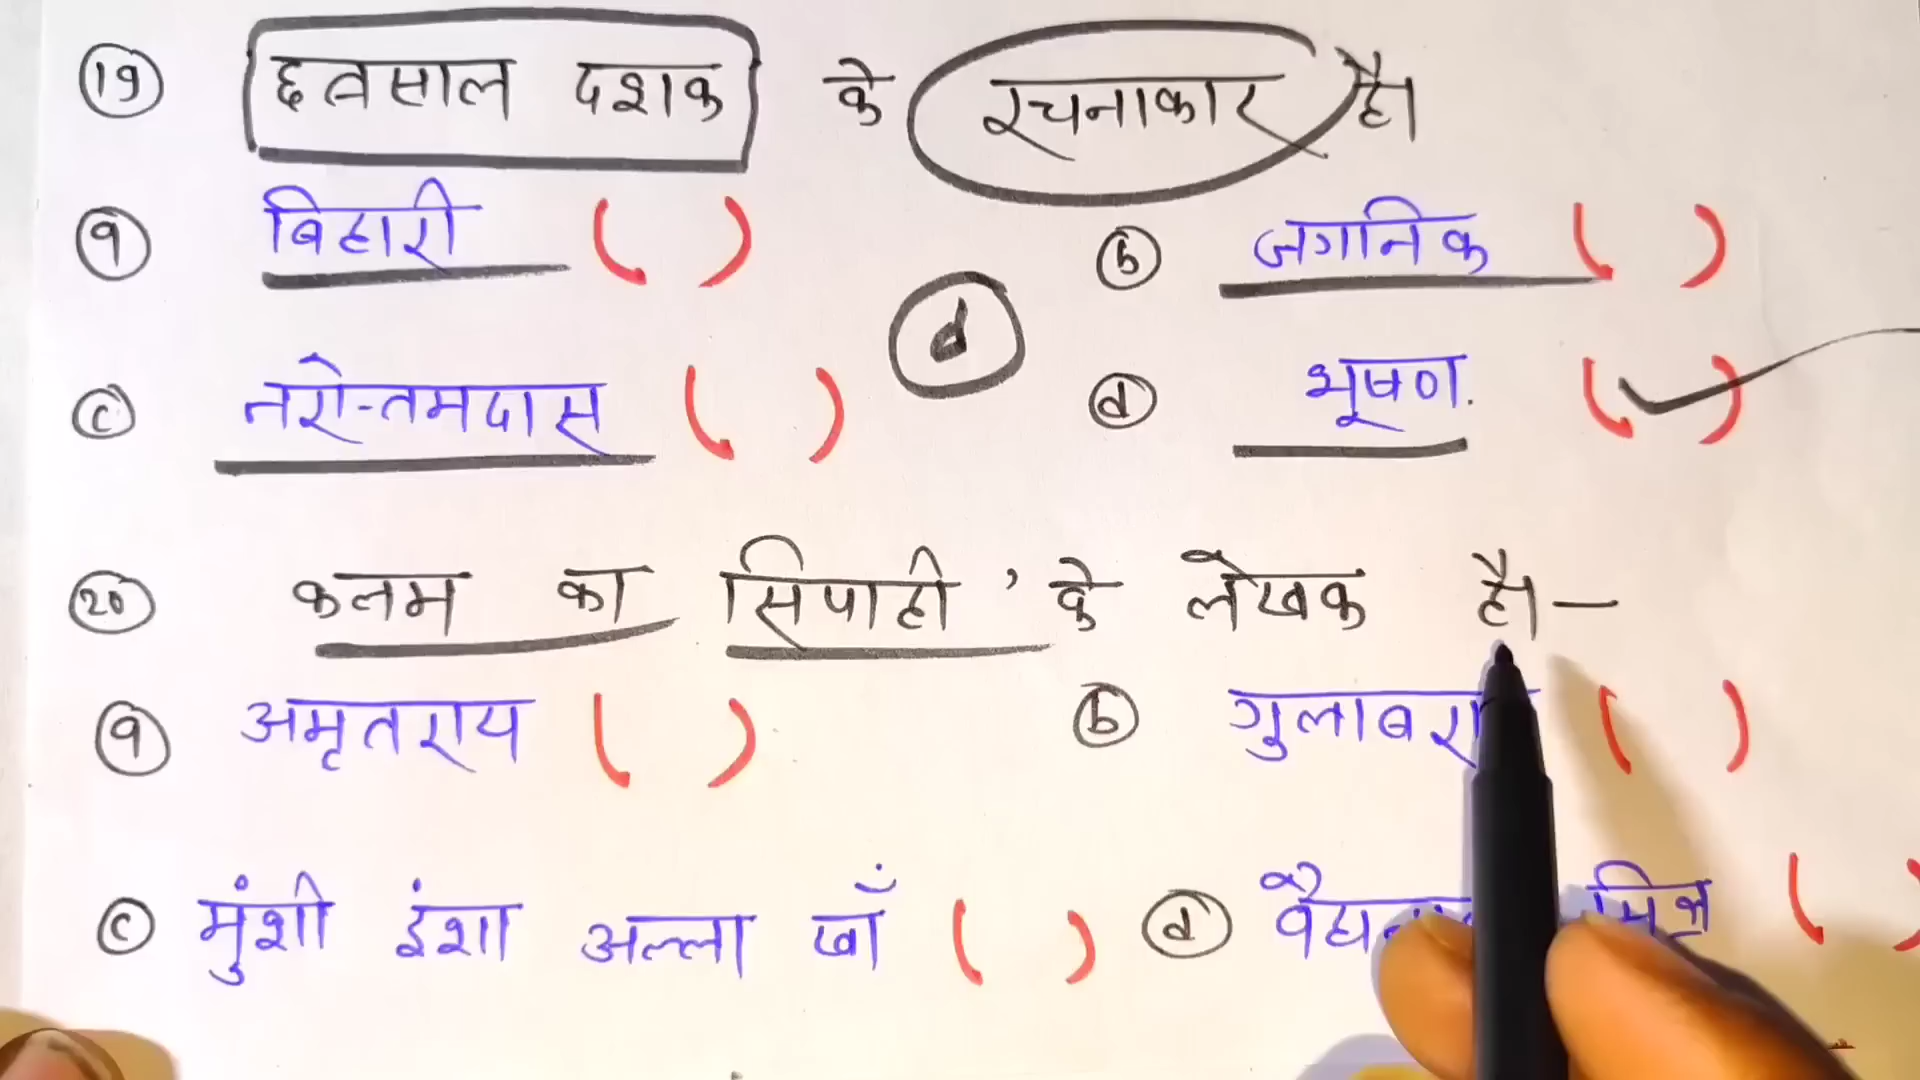 19 छत्रसाल दशक के रचनाकार है।
a बिहारी ( ) b जगनिक ( )
d
c नरोत्तमदास ( ) d भूषण. (✓)
20 कलम का सिपाही ’ के लेखक है। —
a अमृतराय ( ) b ( )
c मुंशी इंशा अल्ला खाँ ( ) d मिश्र ( )